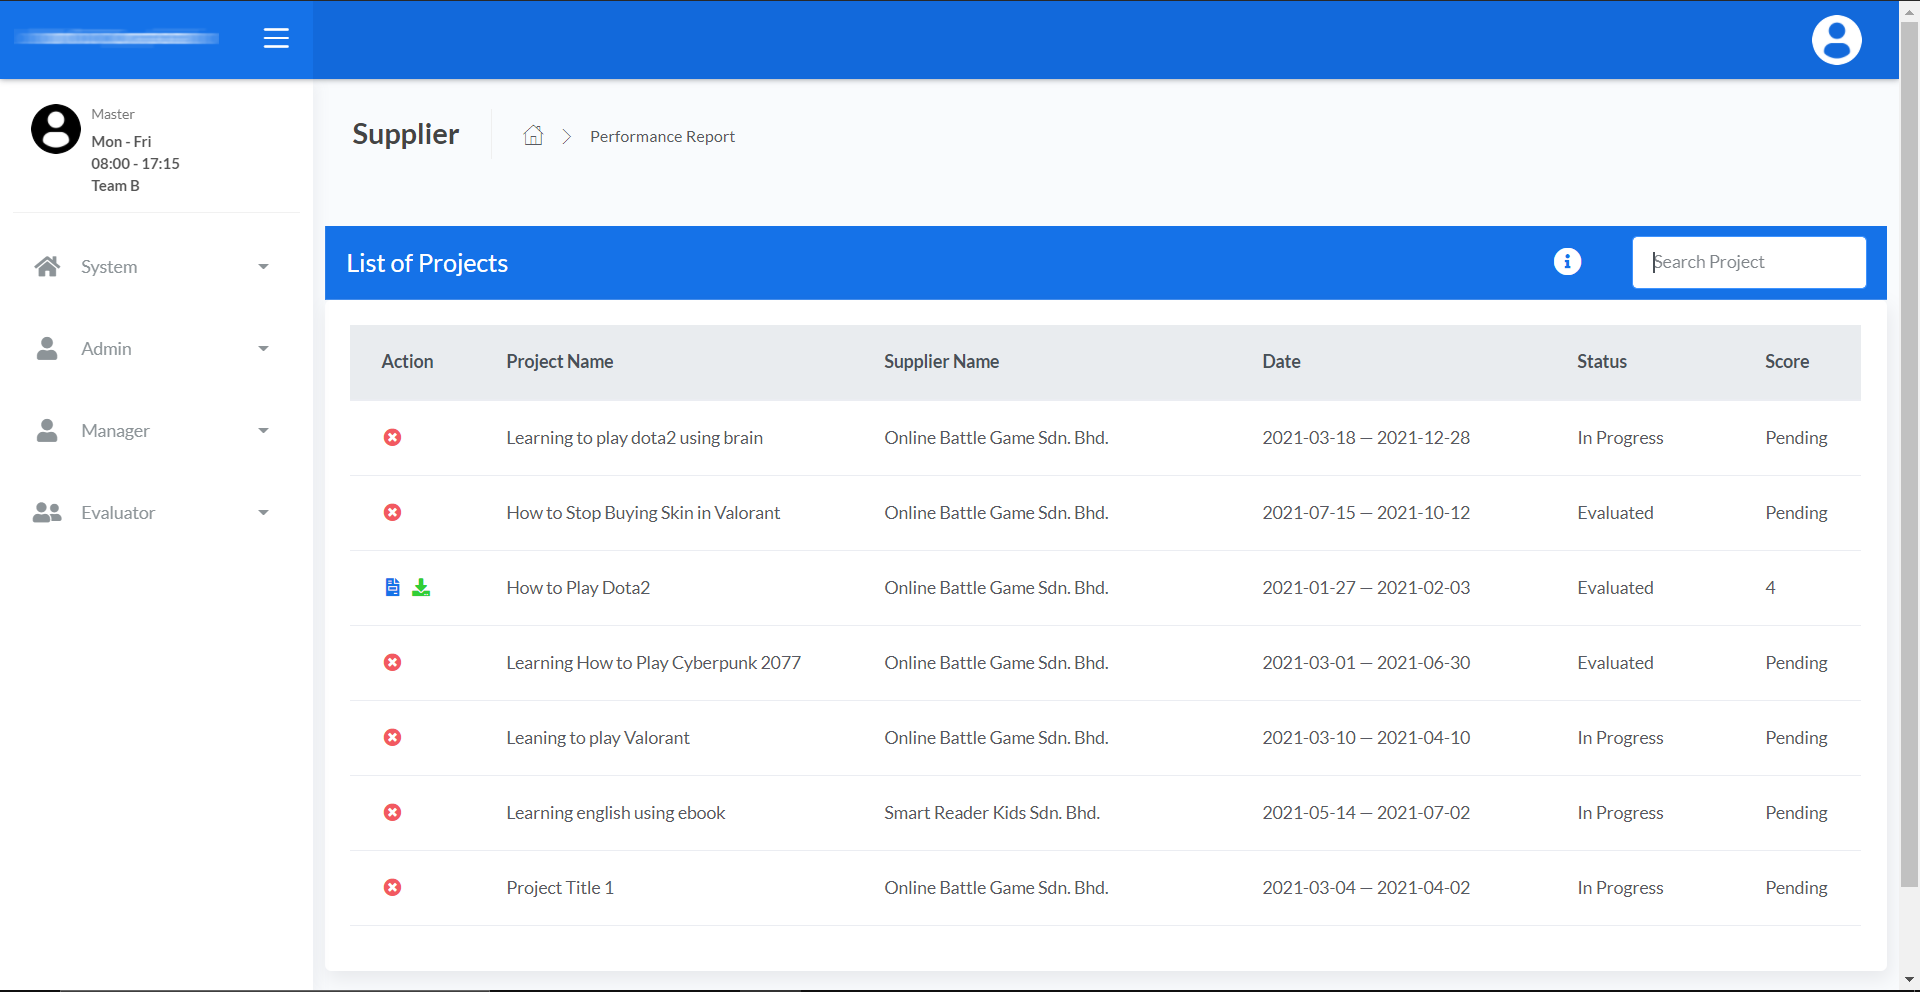 Master
Mon - Fri
08:00 - 17:15
Team B
System
Admin
Manager
Evaluator
Supplier
Performance Report
List of Projects
Search Project
Action Project Name Supplier Name Date Status Score
Learning to play dota2 using brain Online Battle Game Sdn. Bhd. 2021-03-18 — 2021-12-28 In Progress Pending
How to Stop Buying Skin in Valorant Online Battle Game Sdn. Bhd. 2021-07-15 — 2021-10-12 Evaluated Pending
How to Play Dota2 Online Battle Game Sdn. Bhd. 2021-01-27 — 2021-02-03 Evaluated 4
Learning How to Play Cyberpunk 2077 Online Battle Game Sdn. Bhd. 2021-03-01 — 2021-06-30 Evaluated Pending
Leaning to play Valorant Online Battle Game Sdn. Bhd. 2021-03-10 — 2021-04-10 In Progress Pending
Learning english using ebook Smart Reader Kids Sdn. Bhd. 2021-05-14 — 2021-07-02 In Progress Pending
Project Title 1 Online Battle Game Sdn. Bhd. 2021-03-04 — 2021-04-02 In Progress Pending